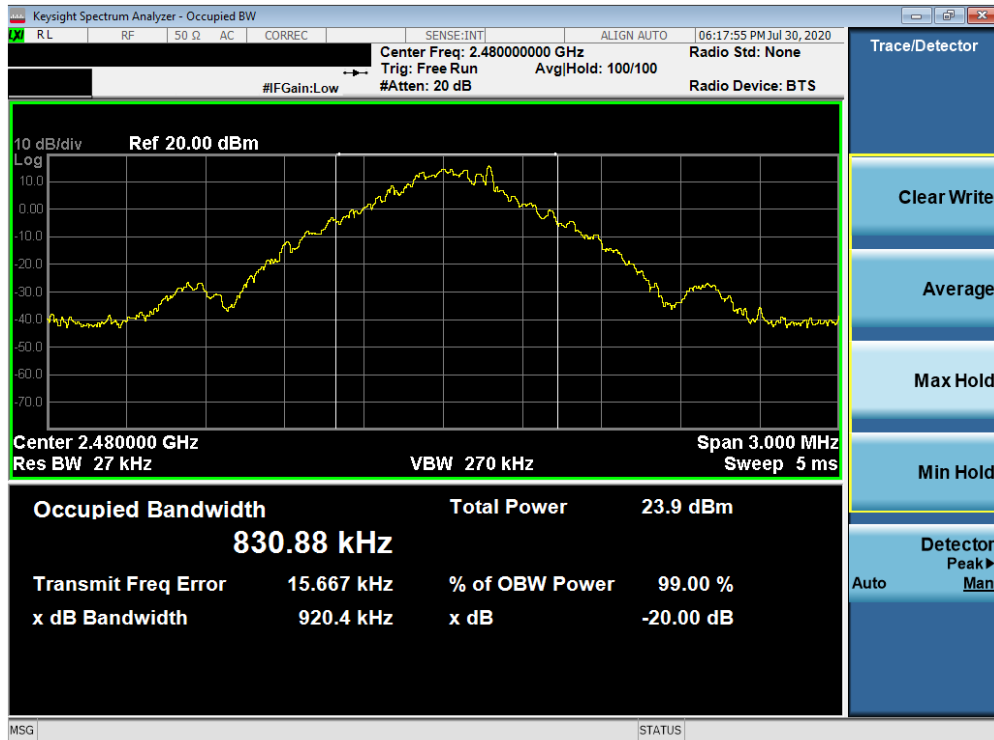 Keysight Spectrum Analyzer - Occupied BW
LXI RL RF 50 Ω AC CORREC SENSE:INT ALIGN AUTO 06:17:55 PM Jul 30, 2020
Center Freq: 2.480000000 GHz Radio Std: None
Trig: Free Run Avg|Hold: 100/100
#IFGain:Low #Atten: 20 dB Radio Device: BTS
10 dB/div Ref 20.00 dBm
Log
10.0
0.00
-10.0
-20.0
-30.0
-40.0
-50.0
-60.0
-70.0
Center 2.480000 GHz Span 3.000 MHz
Res BW 27 kHz VBW 270 kHz Sweep 5 ms
Occupied Bandwidth Total Power 23.9 dBm
830.88 kHz
Transmit Freq Error 15.667 kHz % of OBW Power 99.00 %
x dB Bandwidth 920.4 kHz x dB -20.00 dB
MSG STATUS
Trace/Detector
Clear Write
Average
Max Hold
Min Hold
Detector
Peak▶
Auto Man